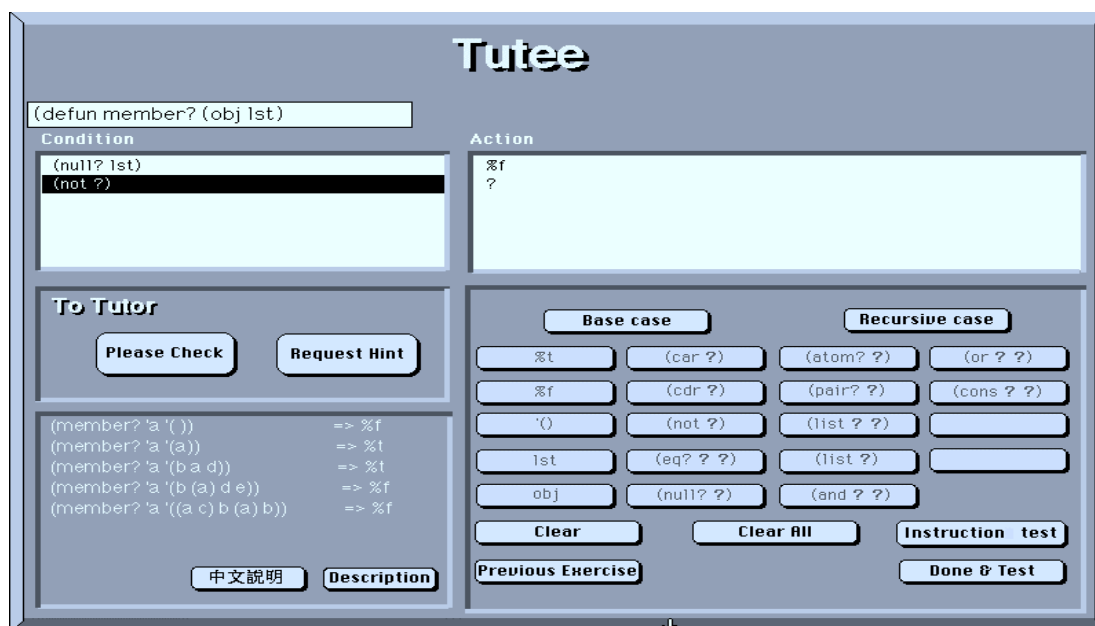 Tutee
(defun member? (obj lst)
Condition
Action
(null? lst)
%f
(not ?)
?
To Tutor
Please Check
Request Hint
Base case
Recursive case
%t
(car ?)
(atom? ?)
(or ? ?)
%f
(cdr ?)
(pair? ?)
(cons ? ?)
'()
(not ?)
(list ? ?)
lst
(eq? ? ?)
(list ?)
obj
(null? ?)
(and ? ?)
Clear
Clear All
Instruction test
Previous Exercise
Done & Test
(member? 'a '( )) => %f
(member? 'a '(a)) => %t
(member? 'a '(b a d)) => %t
(member? 'a '(b (a) d e)) => %f
(member? 'a '((a c) b (a) b)) => %f
中文說明
Description